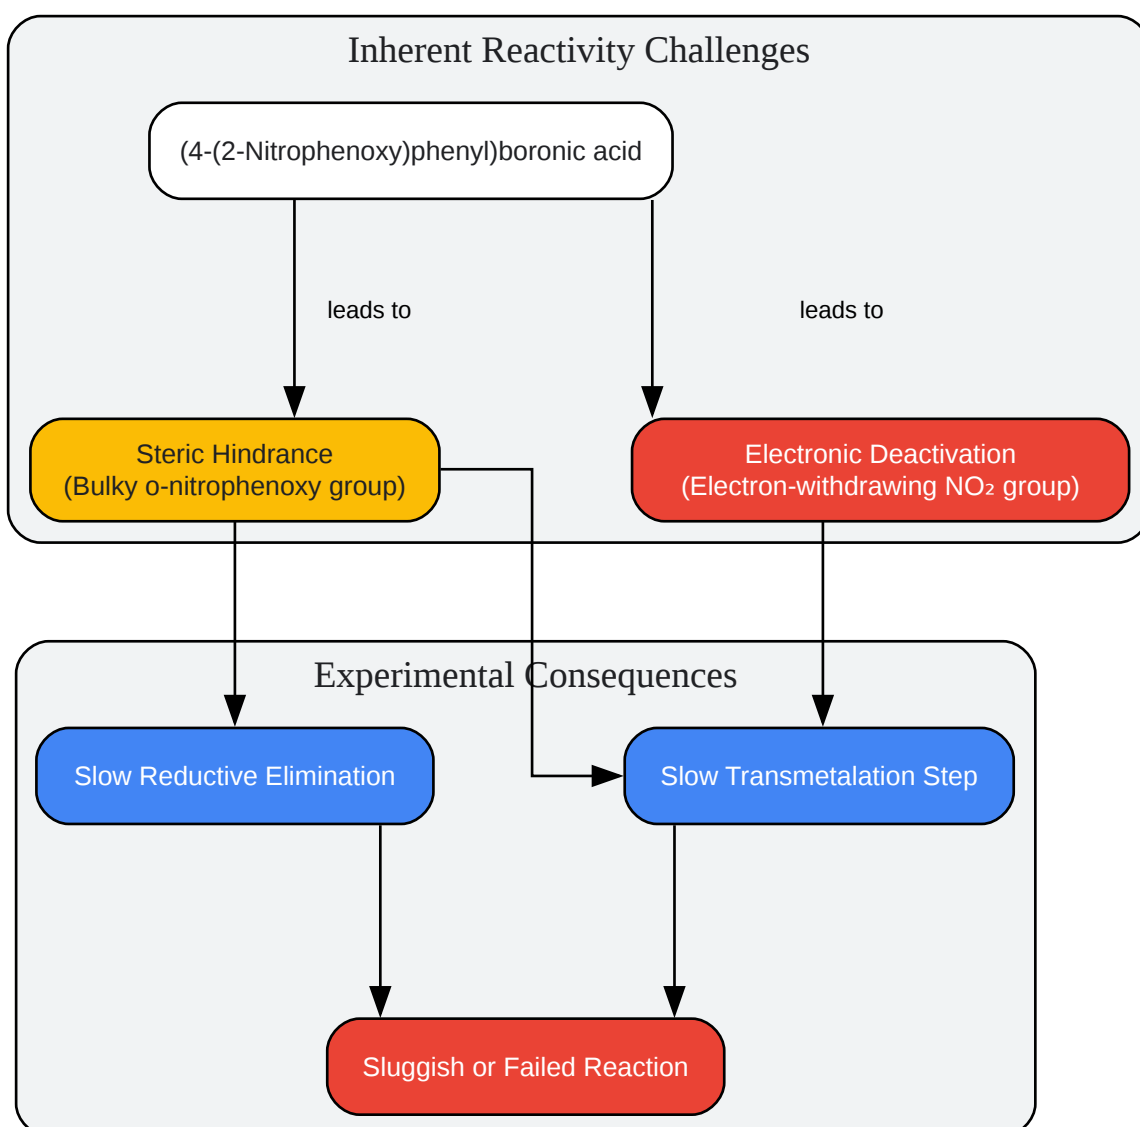 Inherent Reactivity Challenges
(4-(2-Nitrophenoxy)phenyl)boronic acid
leads to
leads to
Steric Hindrance
(Bulky o-nitrophenoxy group)
Electronic Deactivation
(Electron-withdrawing NO₂ group)
Experimental Consequences
Slow Reductive Elimination
Slow Transmetalation Step
Sluggish or Failed Reaction